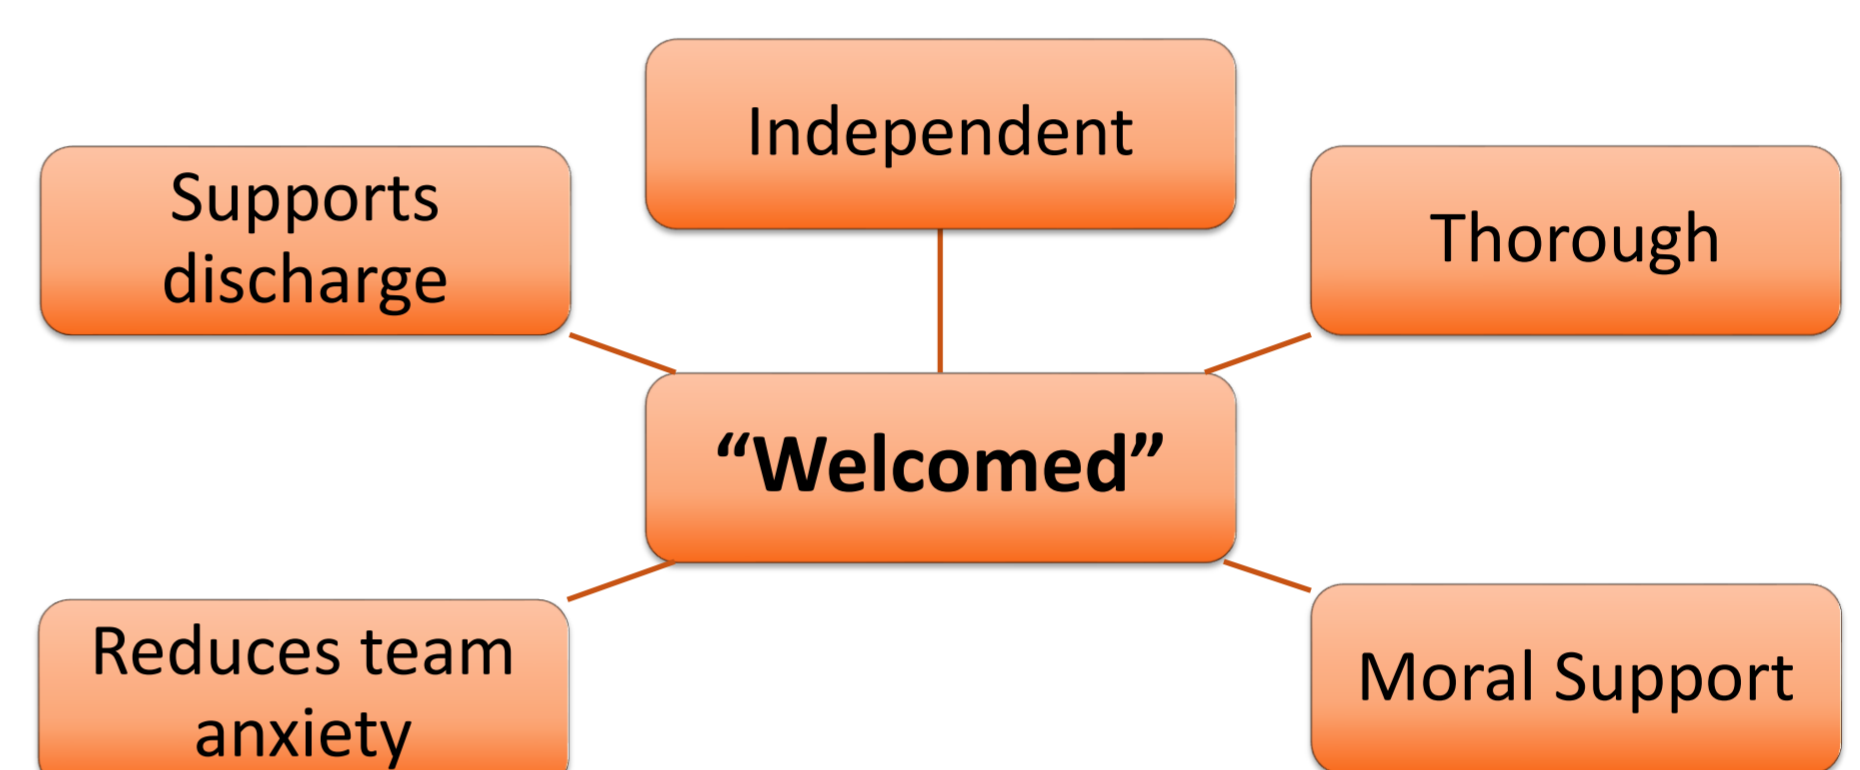 Independent
Supports
discharge
Thorough
“Welcomed”
Reduces team
anxiety
Moral Support